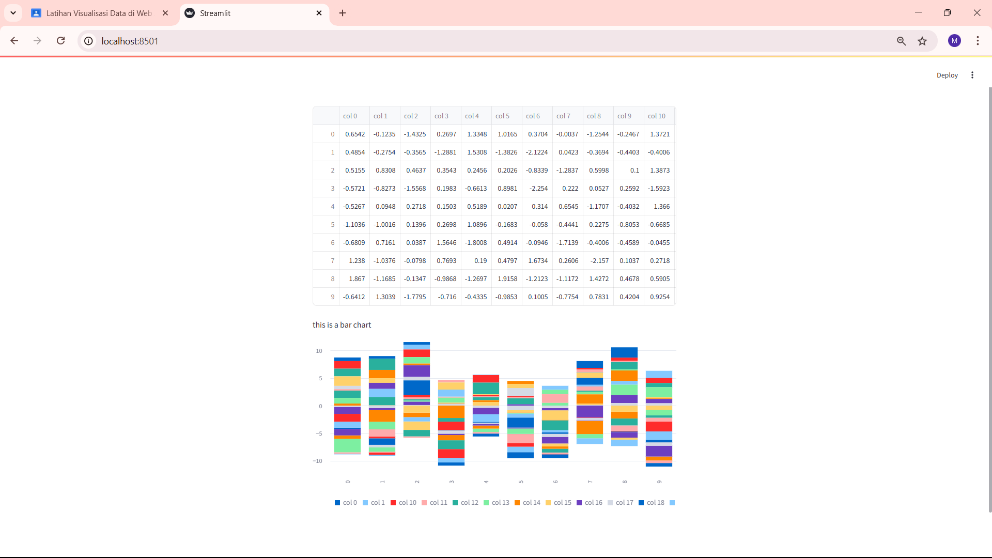 Latihan Visualisasi Data di Web
Streamlit
localhost:8501
M
Deploy
col 0 col 1 col 2 col 3 col 4 col 5 col 6 col 7 col 8 col 9 col 10
0 0.6542 -0.1235 -1.4325 0.2697 1.3348 1.0165 0.3704 -0.0037 -1.2544 -0.2467 1.3721
1 0.4854 -0.2754 -0.3565 -1.2881 1.5308 -1.3826 -2.1224 0.0423 -0.3694 -0.4403 -0.4006
2 0.5155 0.8308 0.4637 0.3543 0.2456 0.2026 -0.8339 -1.2837 0.5998 0.1 1.3873
3 -0.5721 -0.8273 -1.5568 0.1983 -0.6613 0.8981 -2.254 0.222 0.0527 0.2592 -1.5923
4 0.5267 0.0948 0.2718 0.1503 0.5189 0.0207 0.314 0.6545 -1.1707 -0.4032 1.366
5 1.1036 1.0016 0.1396 0.2698 1.0896 0.1683 0.058 0.4441 0.2275 0.8053 0.6685
6 -0.6809 0.7161 0.0387 1.5646 -1.8008 0.4914 -0.0946 -1.7139 -0.4006 -0.4589 -0.0455
7 1.238 -1.0376 -0.0798 0.7693 0.19 0.4797 1.6734 0.2606 -2.157 0.1037 0.2718
8 1.867 -1.1685 -0.1347 -0.9868 -1.2697 1.9158 -1.2123 -1.1172 1.4272 0.4678 0.5905
9 -0.6412 1.3039 -1.7795 -0.716 -0.4335 -0.9853 0.1005 -0.7754 0.7831 0.4204 0.9254
this is a bar chart
10
5
0
−5
−10
0 1 2 3 4 5 6 7 8 9
col 0 col 1 col 10 col 11 col 12 col 13 col 14 col 15 col 16 col 17 col 18